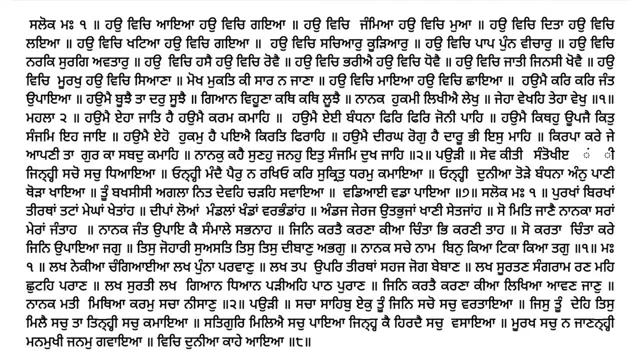 ਸਲੋਕ ਮਃ ੧ ॥ ਹਉ ਵਿਚਿ ਆਇਆ ਹਉ ਵਿਚਿ ਗਇਆ ॥ ਹਉ ਵਿਚਿ ਜੰਮਿਆ ਹਉ ਵਿਚਿ ਮੁਆ ॥ ਹਉ ਵਿਚਿ ਦਿਤਾ ਹਉ ਵਿਚਿ
ਲਇਆ ॥ ਹਉ ਵਿਚਿ ਖਟਿਆ ਹਉ ਵਿਚਿ ਗਇਆ ॥ ਹਉ ਵਿਚਿ ਸਚਿਆਰੁ ਕੂੜਿਆਰੁ ॥ ਹਉ ਵਿਚਿ ਪਾਪ ਪੁੰਨ ਵੀਚਾਰੁ ॥ ਹਉ ਵਿਚਿ
ਨਰਕਿ ਸੁਰਗਿ ਅਵਤਾਰੁ ॥ ਹਉ ਵਿਚਿ ਹਸੈ ਹਉ ਵਿਚਿ ਰੋਵੈ ॥ ਹਉ ਵਿਚਿ ਭਰੀਐ ਹਉ ਵਿਚਿ ਧੋਵੈ ॥ ਹਉ ਵਿਚਿ ਜਾਤੀ ਜਿਨਸੀ ਖੋਵੈ ॥ ਹਉ
ਵਿਚਿ ਮੂਰਖੁ ਹਉ ਵਿਚਿ ਸਿਆਣਾ ॥ ਮੋਖ ਮੁਕਤਿ ਕੀ ਸਾਰ ਨ ਜਾਣਾ ॥ ਹਉ ਵਿਚਿ ਮਾਇਆ ਹਉ ਵਿਚਿ ਛਾਇਆ ॥ ਹਉਮੈ ਕਰਿ ਕਰਿ ਜੰਤ
ਉਪਾਇਆ ॥ ਹਉਮੈ ਬੂਝੈ ਤਾ ਦਰੁ ਸੂਝੈ ॥ ਗਿਆਨ ਵਿਹੂਣਾ ਕਥਿ ਕਥਿ ਲੂਝੈ ॥ ਨਾਨਕ ਹੁਕਮੀ ਲਿਖੀਐ ਲੇਖੁ ॥ ਜੇਹਾ ਵੇਖਹਿ ਤੇਹਾ ਵੇਖੁ ॥੧॥
ਮਹਲਾ ੨ ॥ ਹਉਮੈ ਏਹਾ ਜਾਤਿ ਹੈ ਹਉਮੈ ਕਰਮ ਕਮਾਹਿ ॥ ਹਉਮੈ ਏਈ ਬੰਧਨਾ ਫਿਰਿ ਫਿਰਿ ਜੋਨੀ ਪਾਹਿ ॥ ਹਉਮੈ ਕਿਥਹੁ ਊਪਜੈ ਕਿਤੁ
ਸੰਜਮਿ ਇਹ ਜਾਇ ॥ ਹਉਮੈ ਏਹੋ ਹੁਕਮੁ ਹੈ ਪਇਐ ਕਿਰਤਿ ਫਿਰਾਹਿ ॥ ਹਉਮੈ ਦੀਰਘ ਰੋਗੁ ਹੈ ਦਾਰੂ ਭੀ ਇਸੁ ਮਾਹਿ ॥ ਕਿਰਪਾ ਕਰੇ ਜੇ
ਆਪਣੀ ਤਾ ਗੁਰ ਕਾ ਸਬਦੁ ਕਮਾਹਿ ॥ ਨਾਨਕੁ ਕਹੈ ਸੁਣਹੁ ਜਨਹੁ ਇਤੁ ਸੰਜਮਿ ਦੁਖ ਜਾਹਿ ॥੨॥ ਪਉੜੀ ॥ ਸੇਵ ਕੀਤੀ ਸੰਤੋਖੀਏ
ਜਿਨ੍ਹੀ ਸਚੋ ਸਚੁ ਧਿਆਇਆ ॥ ਓਨ੍ਹੀ ਮੰਦੈ ਪੈਰੁ ਨ ਰਖਿਓ ਕਰਿ ਸੁਕ੍ਰਿਤੁ ਧਰਮੁ ਕਮਾਇਆ ॥ ਓਨ੍ਹੀ ਦੁਨੀਆ ਤੋੜੇ ਬੰਧਨਾ ਅੰਨੁ ਪਾਣੀ
ਥੋੜਾ ਖਾਇਆ ॥ ਤੂੰ ਬਖਸੀਸੀ ਅਗਲਾ ਨਿਤ ਦੇਵਹਿ ਚੜਹਿ ਸਵਾਇਆ ॥ ਵਡਿਆਈ ਵਡਾ ਪਾਇਆ ॥੭॥ ਸਲੋਕ ਮਃ ੧ ॥ ਪੁਰਖਾਂ ਬਿਰਖਾਂ
ਤੀਰਥਾਂ ਤਟਾਂ ਮੇਘਾਂ ਖੇਤਾਂਹ ॥ ਦੀਪਾਂ ਲੋਆਂ ਮੰਡਲਾਂ ਖੰਡਾਂ ਵਰਭੰਡਾਂਹ ॥ ਅੰਡਜ ਜੇਰਜ ਉਤਭੁਜਾਂ ਖਾਣੀ ਸੇਤਜਾਂਹ ॥ ਸੋ ਮਿਤਿ ਜਾਣੈ ਨਾਨਕਾ ਸਰਾਂ
ਮੇਰਾਂ ਜੰਤਾਹ ॥ ਨਾਨਕ ਜੰਤ ਉਪਾਇ ਕੈ ਸੰਮਾਲੇ ਸਭਨਾਹ ॥ ਜਿਨਿ ਕਰਤੈ ਕਰਣਾ ਕੀਆ ਚਿੰਤਾ ਭਿ ਕਰਣੀ ਤਾਹ ॥ ਸੋ ਕਰਤਾ ਚਿੰਤਾ ਕਰੇ
ਜਿਨਿ ਉਪਾਇਆ ਜਗੁ ॥ ਤਿਸੁ ਜੋਹਾਰੀ ਸੁਅਸਤਿ ਤਿਸੁ ਤਿਸੁ ਦੀਬਾਣੁ ਅਭਗੁ ॥ ਨਾਨਕ ਸਚੇ ਨਾਮ ਬਿਨੁ ਕਿਆ ਟਿਕਾ ਕਿਆ ਤਗੁ ॥੧॥ ਮਃ
੧ ॥ ਲਖ ਨੇਕੀਆ ਚੰਗਿਆਈਆ ਲਖ ਪੁੰਨਾ ਪਰਵਾਣੁ ॥ ਲਖ ਤਪ ਉਪਰਿ ਤੀਰਥਾਂ ਸਹਜ ਜੋਗ ਬੇਬਾਣ ॥ ਲਖ ਸੂਰਤਣ ਸੰਗਰਾਮ ਰਣ ਮਹਿ
ਛੁਟਹਿ ਪਰਾਣ ॥ ਲਖ ਸੁਰਤੀ ਲਖ ਗਿਆਨ ਧਿਆਨ ਪੜੀਅਹਿ ਪਾਠ ਪੁਰਾਣ ॥ ਜਿਨਿ ਕਰਤੈ ਕਰਣਾ ਕੀਆ ਲਿਖਿਆ ਆਵਣ ਜਾਣੁ ॥
ਨਾਨਕ ਮਤੀ ਮਿਥਿਆ ਕਰਮੁ ਸਚਾ ਨੀਸਾਣੁ ॥੨॥ ਪਉੜੀ ॥ ਸਚਾ ਸਾਹਿਬੁ ਏਕੁ ਤੂੰ ਜਿਨਿ ਸਚੋ ਸਚੁ ਵਰਤਾਇਆ ॥ ਜਿਸੁ ਤੂੰ ਦੇਹਿ ਤਿਸੁ
ਮਿਲੈ ਸਚੁ ਤਾ ਤਿਨ੍ਹੀ ਸਚੁ ਕਮਾਇਆ ॥ ਸਤਿਗੁਰਿ ਮਿਲਿਐ ਸਚੁ ਪਾਇਆ ਜਿਨ੍ਹ ਕੈ ਹਿਰਦੈ ਸਚੁ ਵਸਾਇਆ ॥ ਮੂਰਖ ਸਚੁ ਨ ਜਾਣਨ੍ਹੀ
ਮਨਮੁਖੀ ਜਨਮੁ ਗਵਾਇਆ ॥ ਵਿਚਿ ਦੁਨੀਆ ਕਾਹੇ ਆਇਆ ॥੮॥